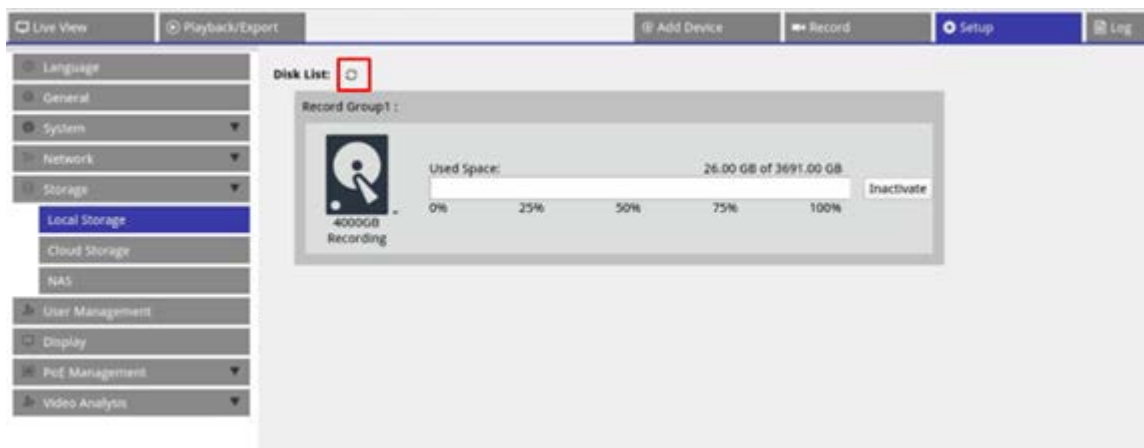 Live View
Playback/Export
Add Device
Record
Setup
Log
Language
General
System
Network
Storage
Local Storage
Cloud Storage
NAS
User Management
Display
PoE Management
Video Analysis
Disk List:
Record Group1 :
4000GB
Recording
Used Space:
26.00 GB of 3691.00 GB
0% 25% 50% 75% 100%
Inactivate